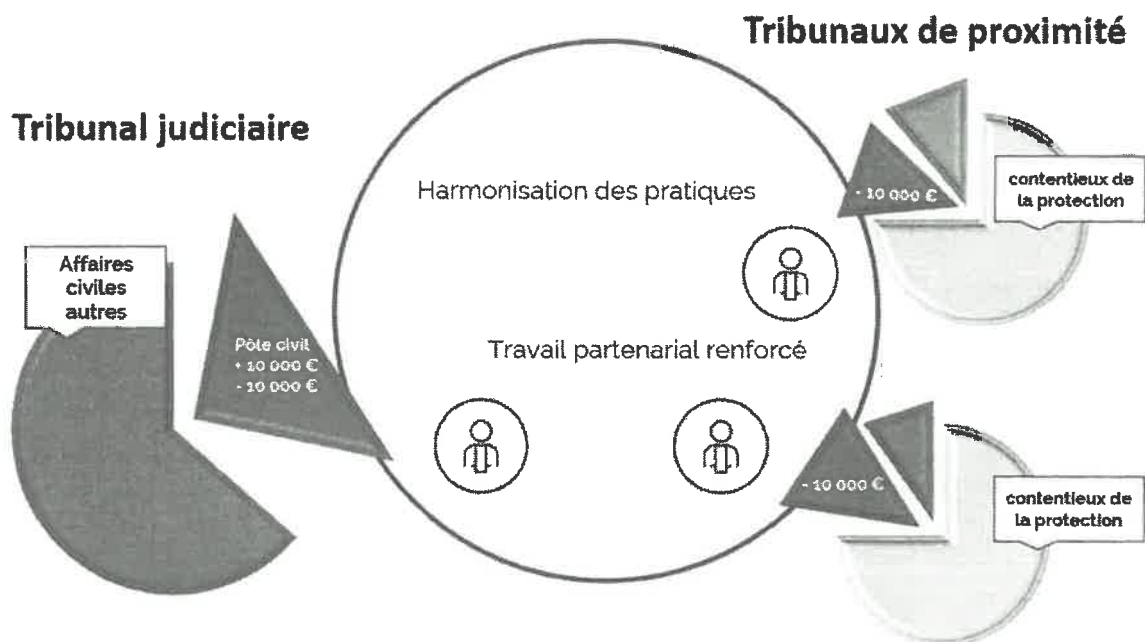 Tribunaux de proximité
Tribunal judiciaire
Harmonisation des pratiques
- 10 000 €
contentieux de
la protection
Affaires
civiles
autres
Pôle civil
+ 10 000 €
- 10 000 €
Travail partenarial renforcé
- 10 000 €
contentieux de
la protection